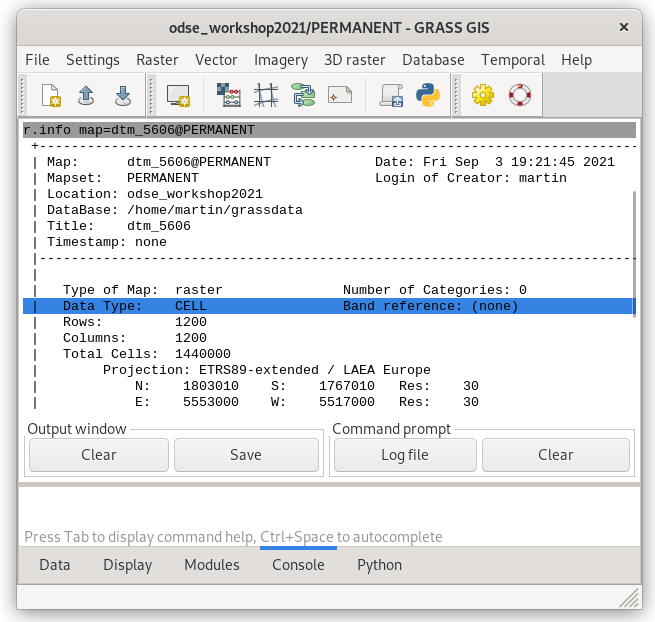 odse_workshop2021/PERMANENT - GRASS GIS
File Settings Raster Vector Imagery 3D raster Database Temporal Help
r.info map=dtm_5606@PERMANENT
+----------------------------------------------------------------------------
| Map:      dtm_5606@PERMANENT             Date: Fri Sep  3 19:21:45 2021
| Mapset:   PERMANENT                      Login of Creator: martin
| Location: odse_workshop2021
| DataBase: /home/martin/grassdata
| Title:    dtm_5606
| Timestamp: none
|----------------------------------------------------------------------------
|
|   Type of Map:  raster               Number of Categories: 0
|   Data Type:    CELL                 Band reference: (none)
|   Rows:         1200
|   Columns:      1200
|   Total Cells:  1440000
|        Projection: ETRS89-extended / LAEA Europe
|            N:    1803010    S:    1767010   Res:    30
|            E:    5553000    W:    5517000   Res:    30
Output window Command prompt
Clear Save Log file Clear
Press Tab to display command help, Ctrl+Space to autocomplete
Data Display Modules Console Python